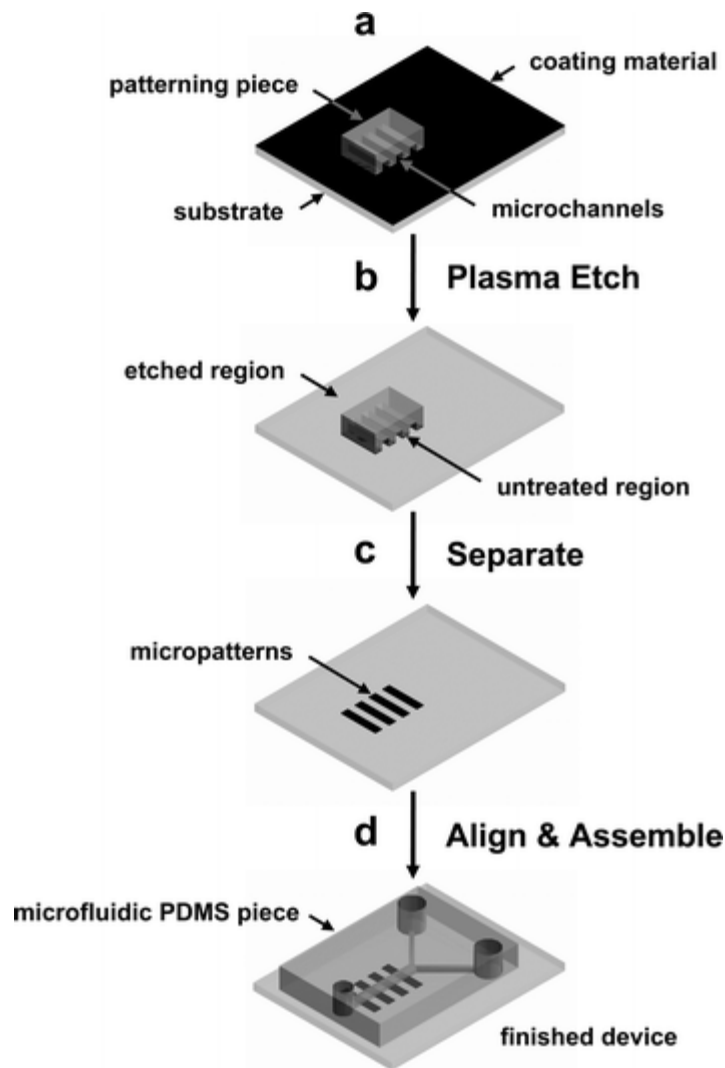 a
coating material
patterning piece
substrate
microchannels
b Plasma Etch
etched region
untreated region
c Separate
micropatterns
d Align & Assemble
microfluidic PDMS piece
finished device